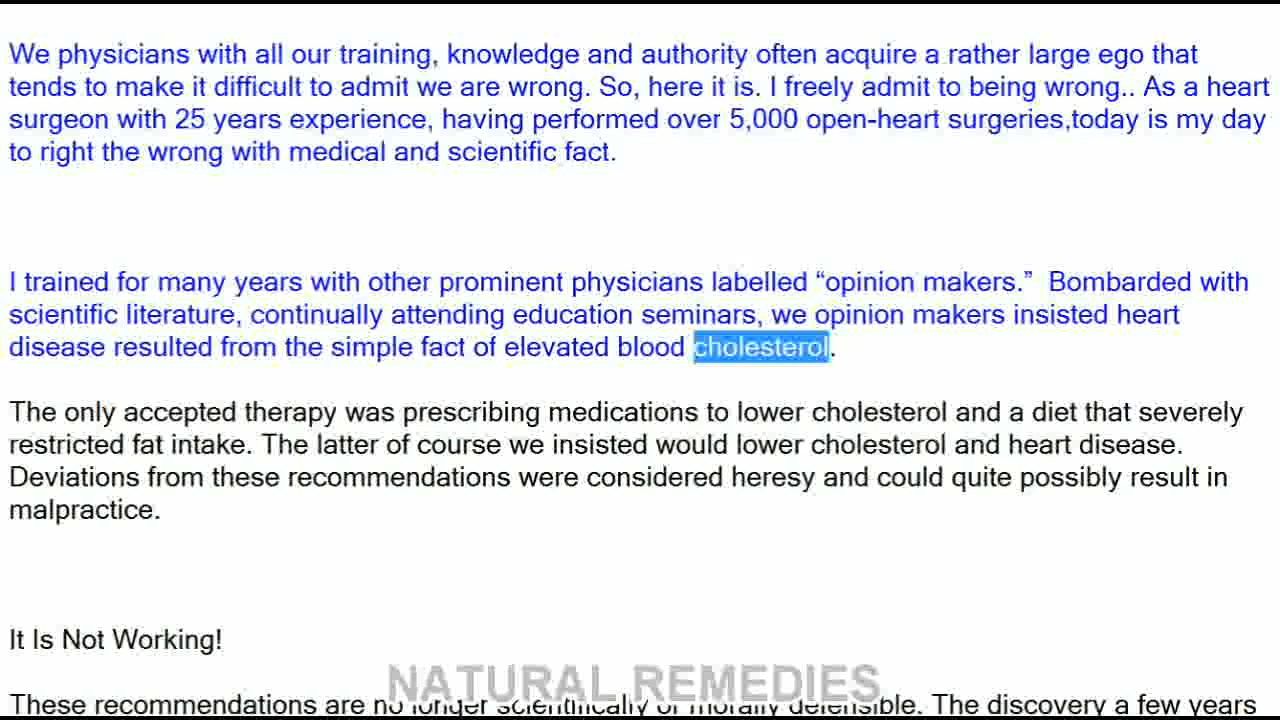 We physicians with all our training, knowledge and authority often acquire a rather large ego that
tends to make it difficult to admit we are wrong. So, here it is. I freely admit to being wrong.. As a heart
surgeon with 25 years experience, having performed over 5,000 open-heart surgeries,today is my day
to right the wrong with medical and scientific fact.
I trained for many years with other prominent physicians labelled “opinion makers.”  Bombarded with
scientific literature, continually attending education seminars, we opinion makers insisted heart
disease resulted from the simple fact of elevated blood cholesterol.
The only accepted therapy was prescribing medications to lower cholesterol and a diet that severely
restricted fat intake. The latter of course we insisted would lower cholesterol and heart disease.
Deviations from these recommendations were considered heresy and could quite possibly result in
malpractice.
It Is Not Working!
NATURAL REMEDIES
These recommendations are no longer scientifically or morally defensible. The discovery a few years